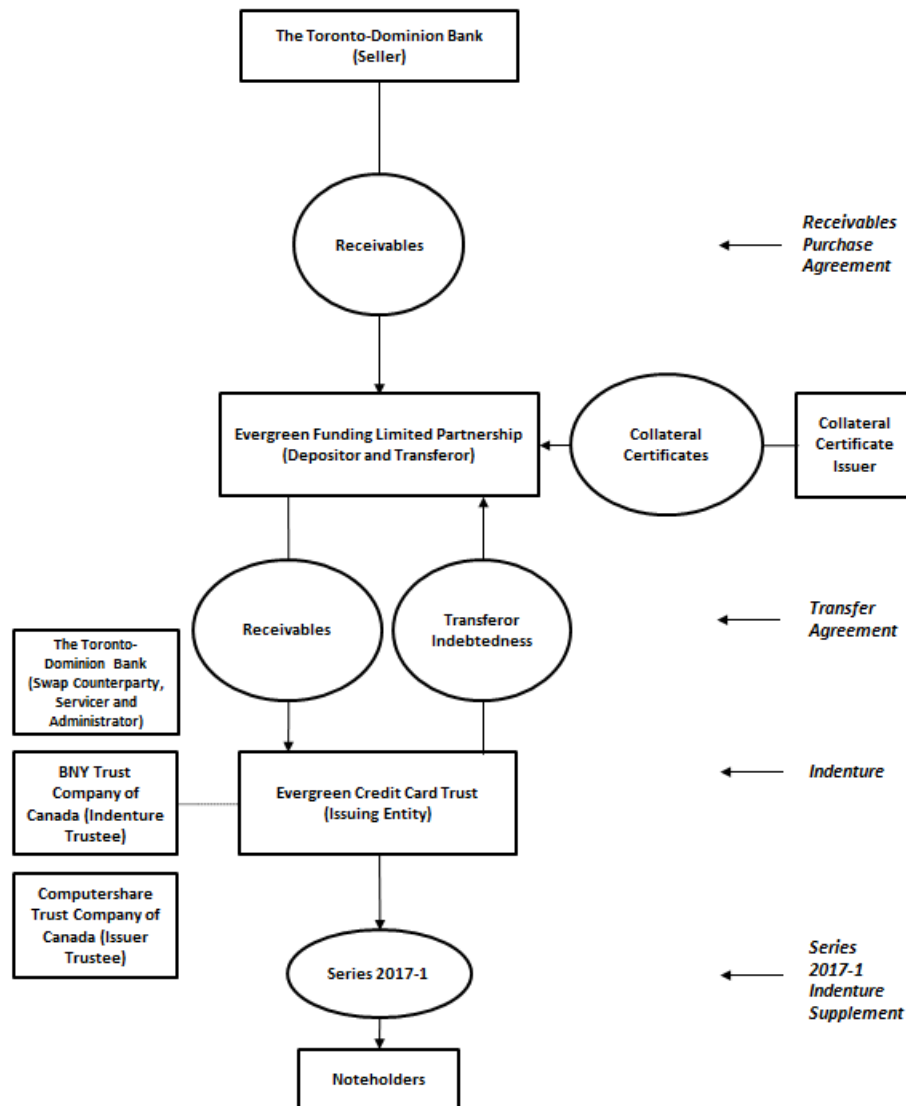 The Toronto-Dominion Bank
(Seller)
Receivables
Receivables
Purchase
Agreement
Evergreen Funding Limited Partnership
(Depositor and Transferor)
Collateral
Certificates
Collateral
Certificate
Issuer
Receivables
Transferor
Indebtedness
Transfer
Agreement
The Toronto-
Dominion Bank
(Swap Counterparty,
Servicer and
Administrator)
BNY Trust
Company of
Canada (Indenture
Trustee)
Evergreen Credit Card Trust
(Issuing Entity)
Indenture
Computershare
Trust Company of
Canada (Issuer
Trustee)
Series 2017-1
Series
2017-1
Indenture
Supplement
Noteholders